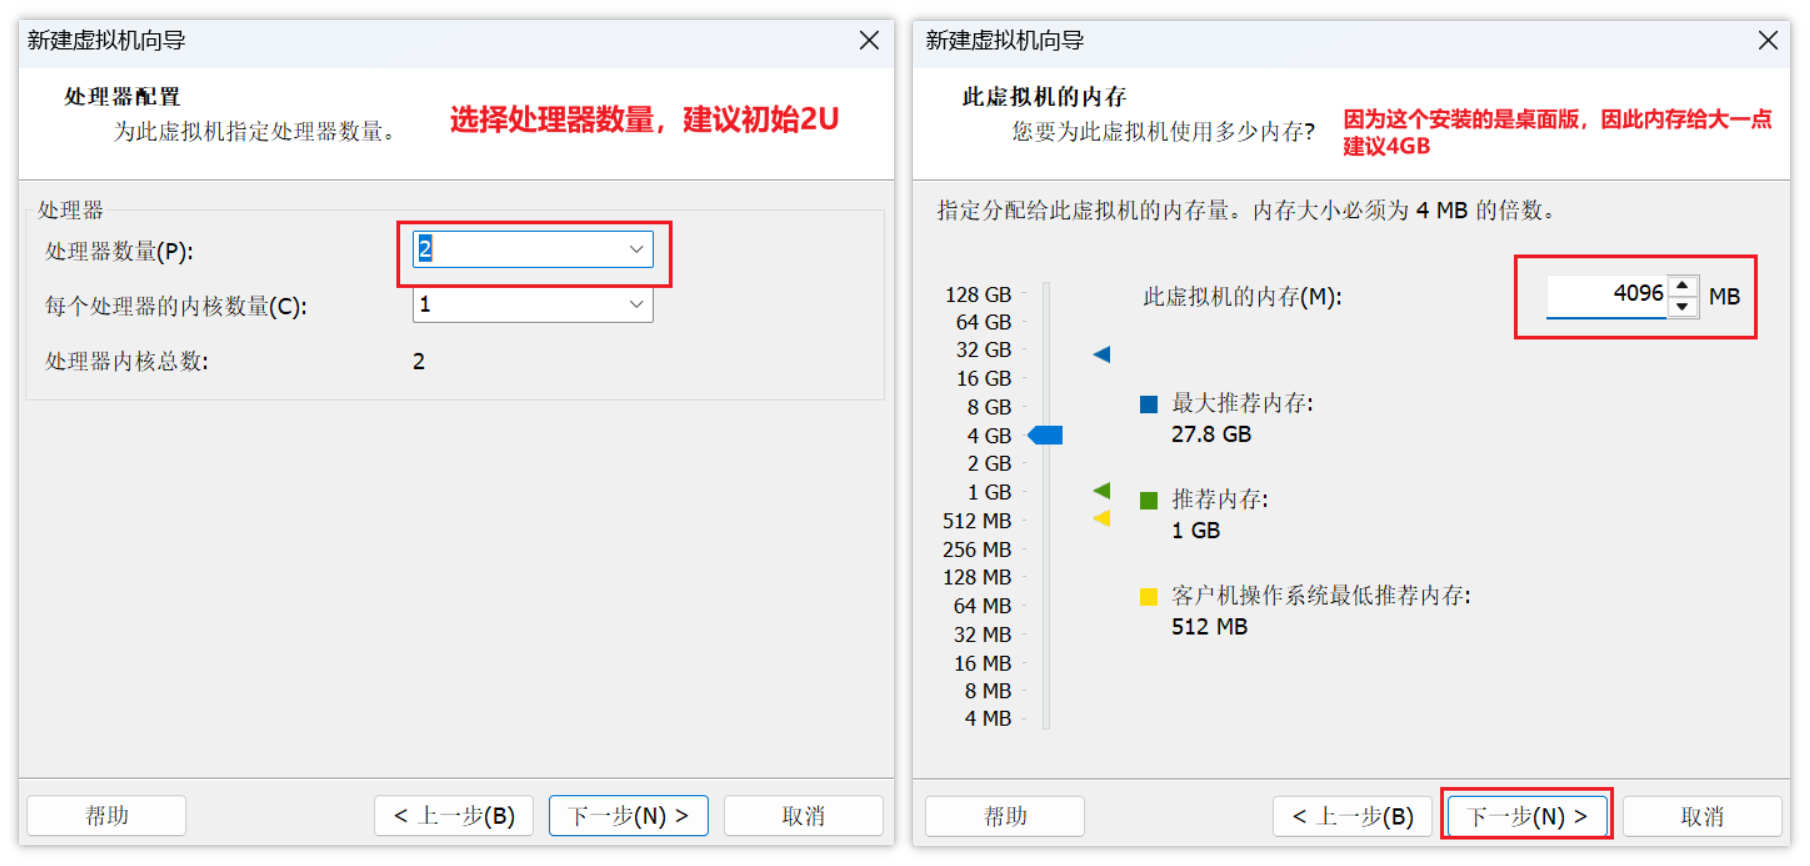 新建虚拟机向导
处理器配置
为此虚拟机指定处理器数量。
选择处理器数量，建议初始2U
处理器
处理器数量(P):
2
每个处理器的内核数量(C):
1
处理器内核总数:
2
帮助
< 上一步(B)
下一步(N) >
取消
新建虚拟机向导
此虚拟机的内存
您要为此虚拟机使用多少内存?
因为这个安装的是桌面版，因此内存给大一点
建议4GB
指定分配给此虚拟机的内存量。内存大小必须为 4 MB 的倍数。
128 GB
64 GB
32 GB
16 GB
8 GB
4 GB
2 GB
1 GB
512 MB
256 MB
128 MB
64 MB
32 MB
16 MB
8 MB
4 MB
此虚拟机的内存(M):
4096
MB
最大推荐内存:
27.8 GB
推荐内存:
1 GB
客户机操作系统最低推荐内存:
512 MB
帮助
< 上一步(B)
下一步(N) >
取消